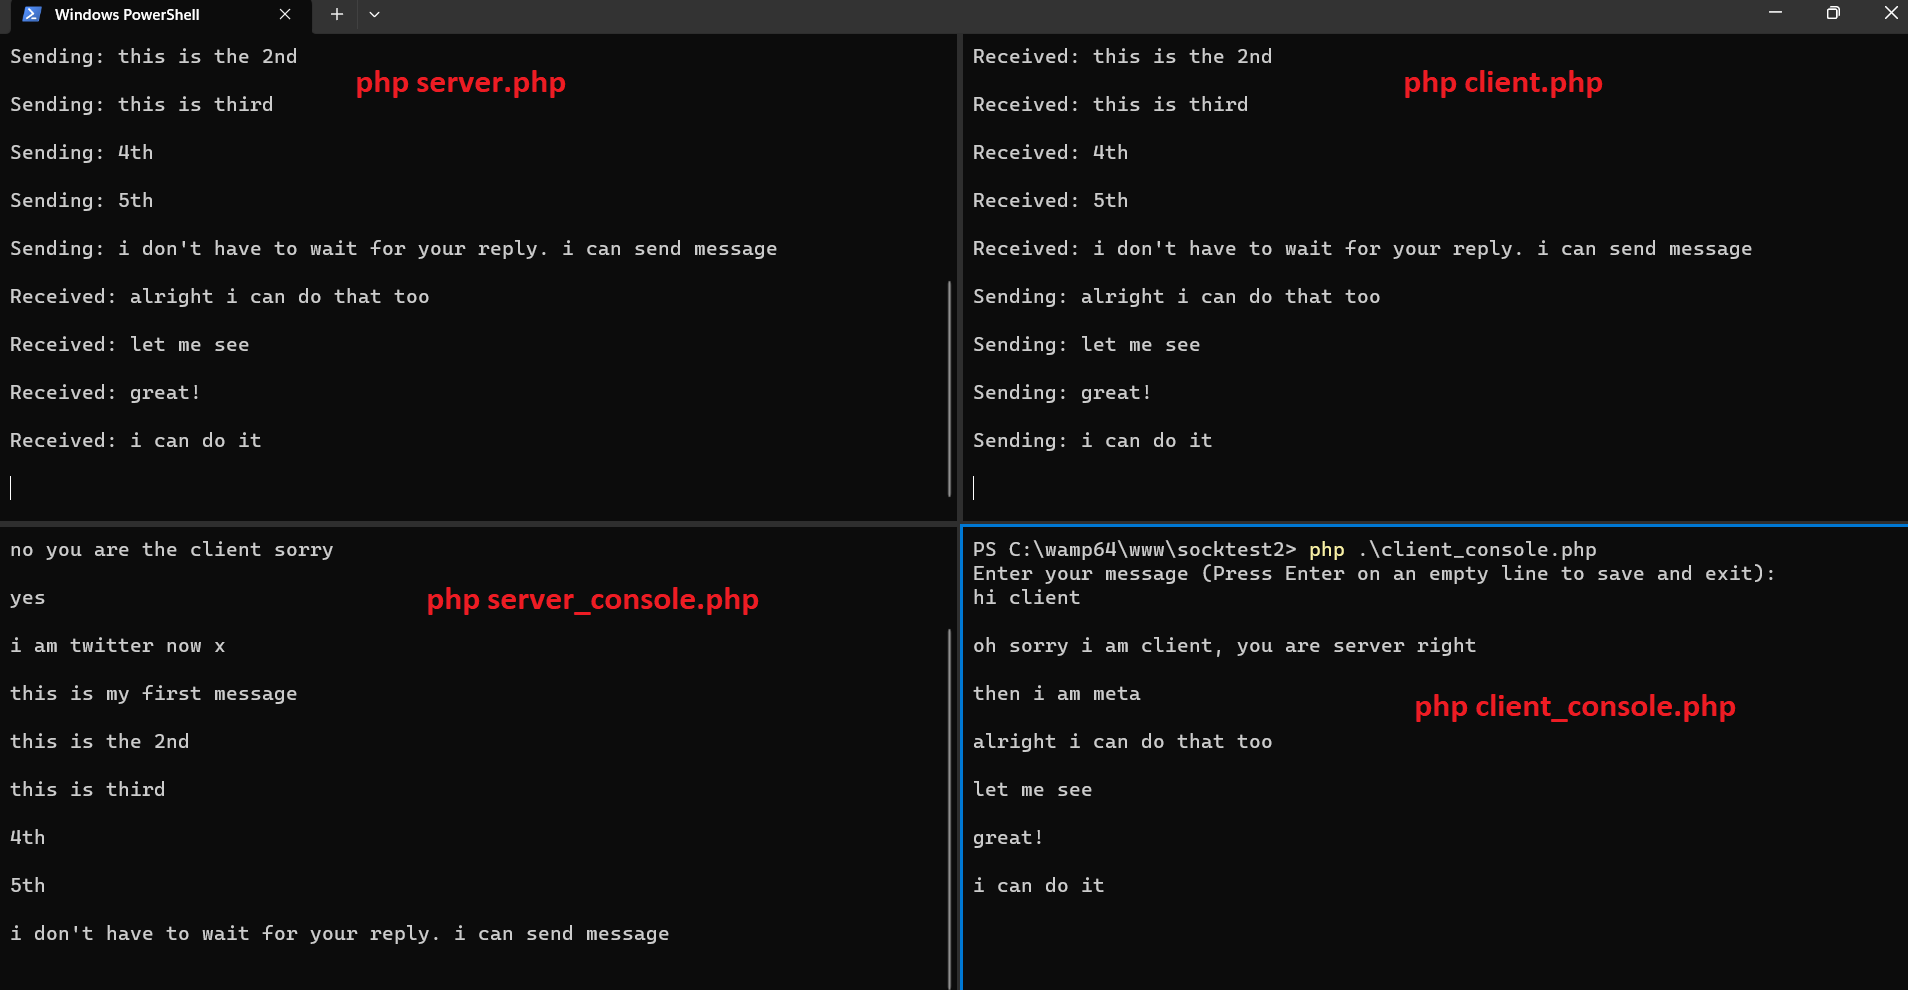 Windows PowerShell
Sending: this is the 2nd
php server.php
Sending: this is third
Sending: 4th
Sending: 5th
Sending: i don't have to wait for your reply. i can send message
Received: alright i can do that too
Received: let me see
Received: great!
Received: i can do it
Received: this is the 2nd
php client.php
Received: this is third
Received: 4th
Received: 5th
Received: i don't have to wait for your reply. i can send message
Sending: alright i can do that too
Sending: let me see
Sending: great!
Sending: i can do it
no you are the client sorry
yes
php server_console.php
i am twitter now x
this is my first message
this is the 2nd
this is third
4th
5th
i don't have to wait for your reply. i can send message
PS C:\wamp64\www\socktest2> php .\client_console.php
Enter your message (Press Enter on an empty line to save and exit):
hi client
oh sorry i am client, you are server right
then i am meta
php client_console.php
alright i can do that too
let me see
great!
i can do it